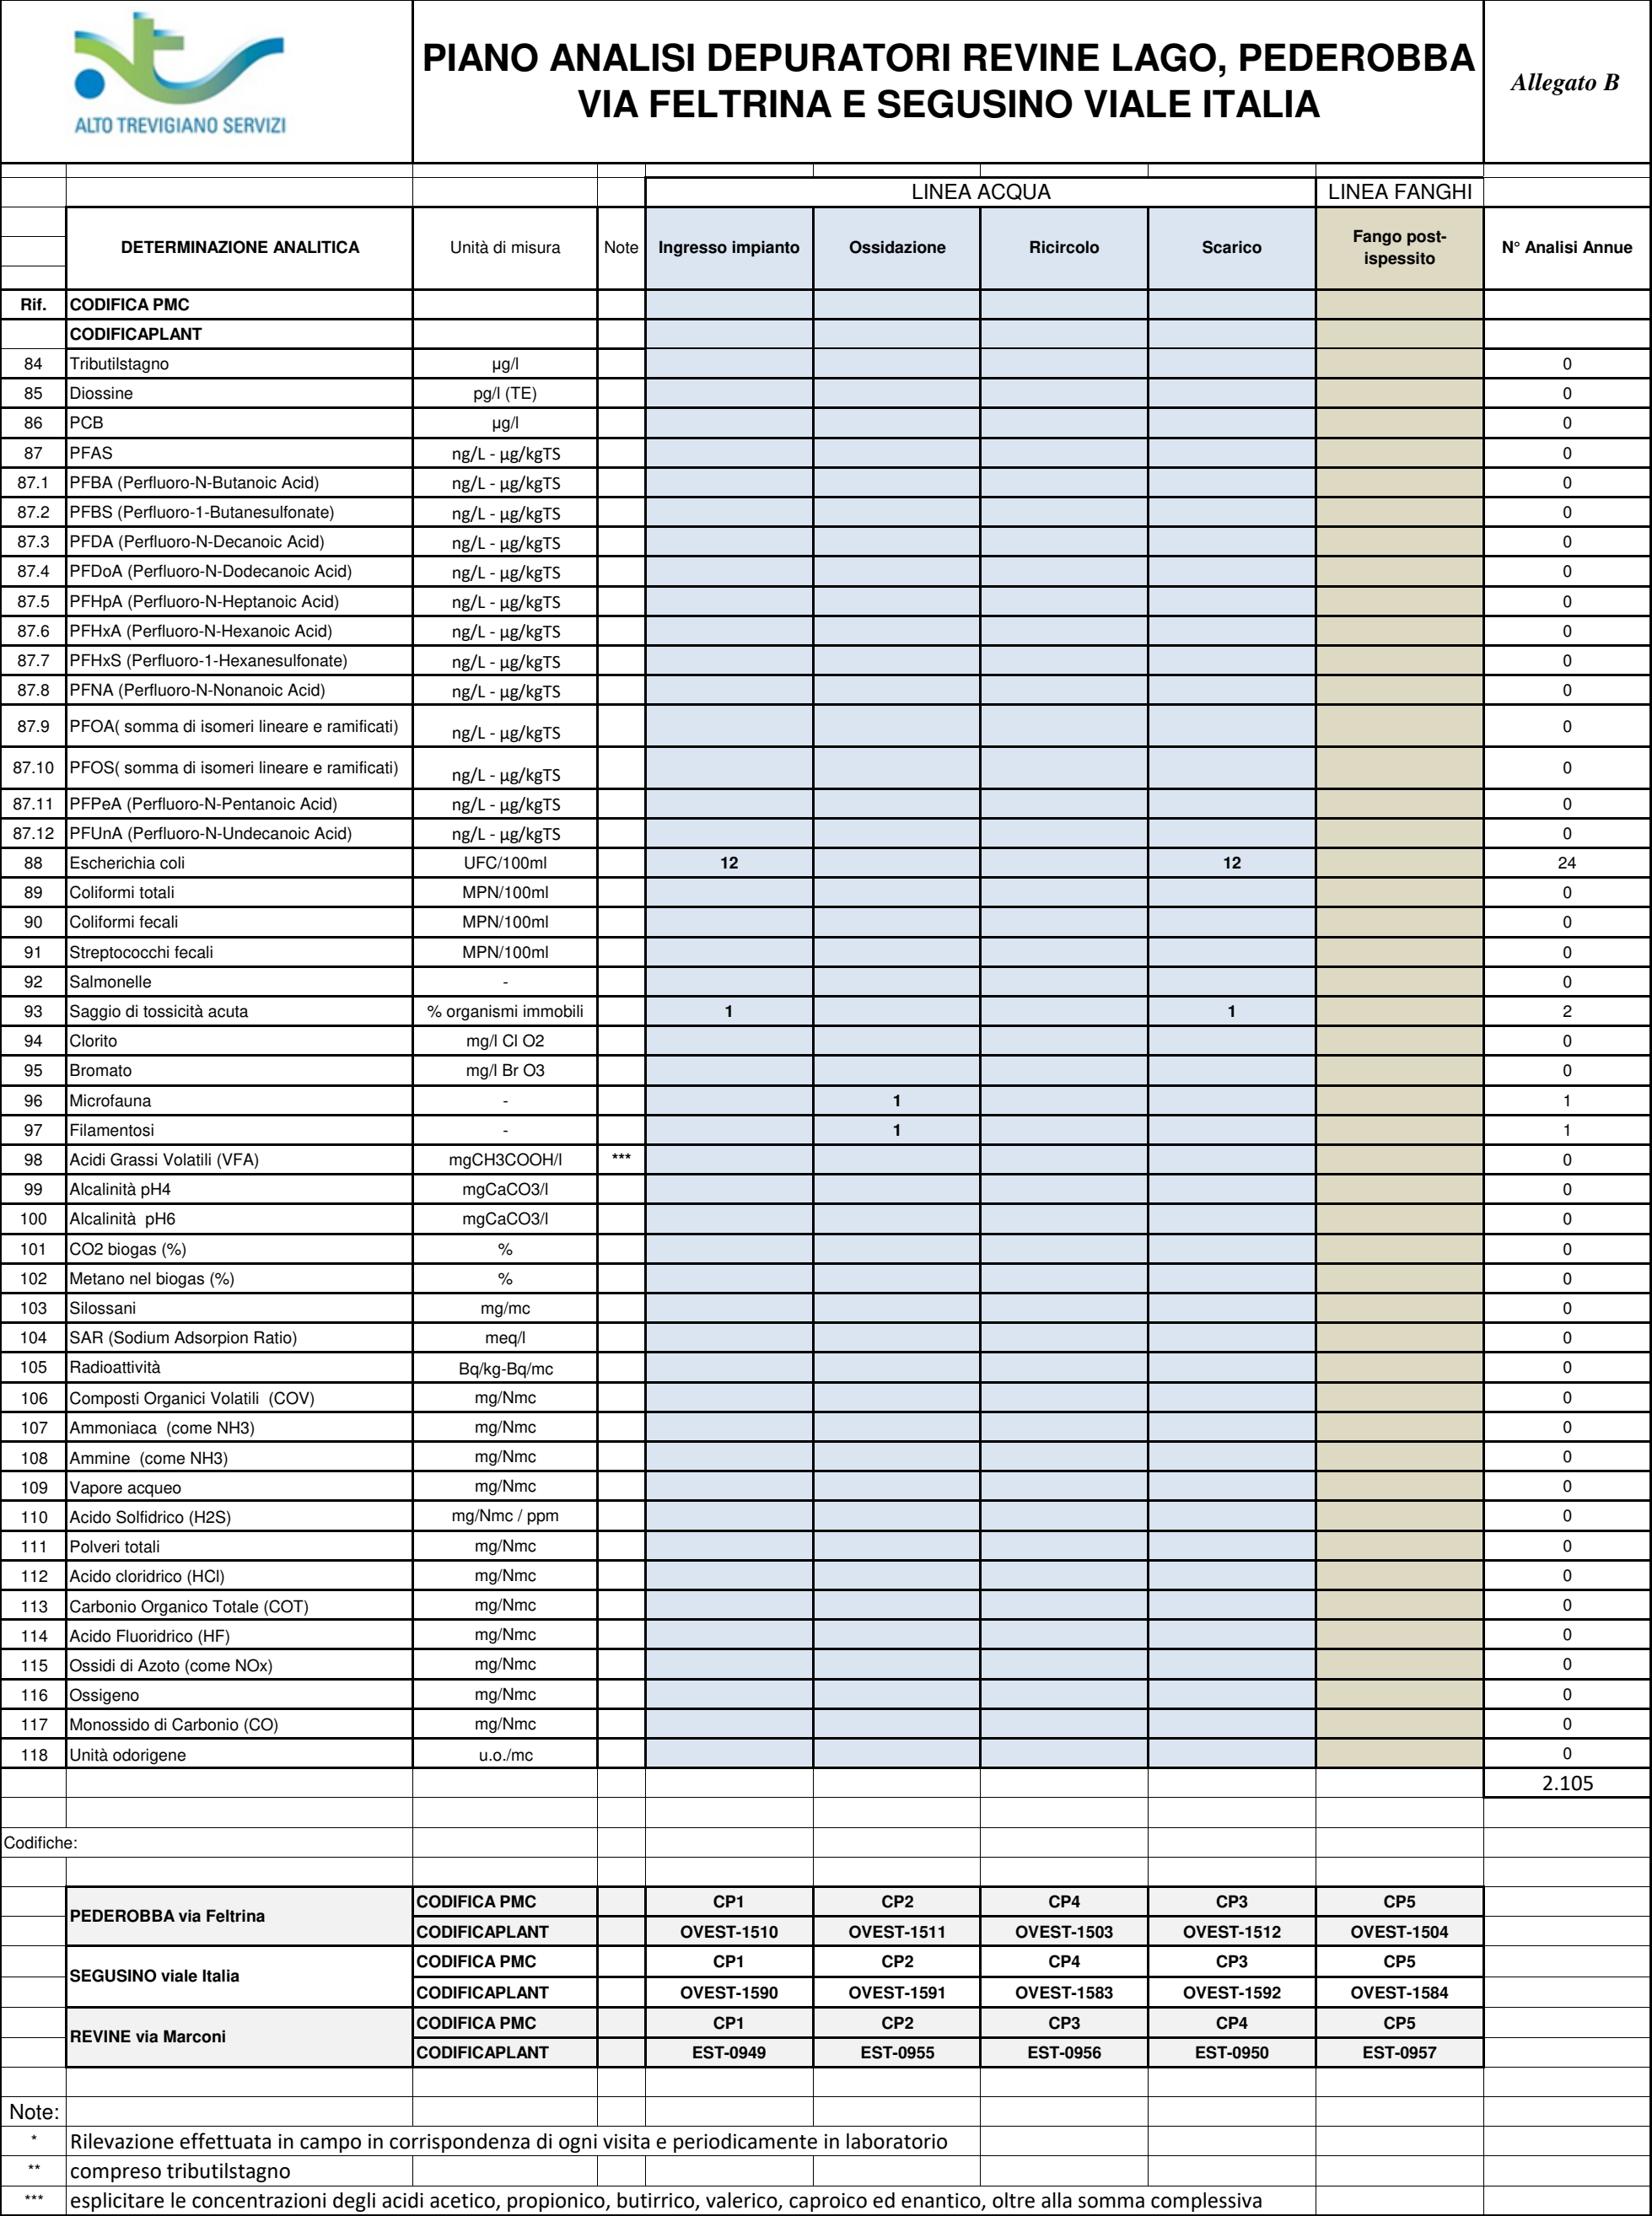 ALTO TREVIGIANO SERVIZI
PIANO ANALISI DEPURATORI REVINE LAGO, PEDEROBBA
VIA FELTRINA E SEGUSINO VIALE ITALIA
Allegato B
LINEA ACQUA LINEA FANGHI
DETERMINAZIONE ANALITICA Unità di misura Note Ingresso impianto Ossidazione Ricircolo Scarico Fango post-ispessito N° Analisi Annue
Rif. CODIFICA PMC
CODIFICAPLANT
84 Tributilstagno µg/l 0
85 Diossine pg/l (TE) 0
86 PCB µg/l 0
87 PFAS ng/L - µg/kgTS 0
87.1 PFBA (Perfluoro-N-Butanoic Acid) ng/L - µg/kgTS 0
87.2 PFBS (Perfluoro-1-Butanesulfonate) ng/L - µg/kgTS 0
87.3 PFDA (Perfluoro-N-Decanoic Acid) ng/L - µg/kgTS 0
87.4 PFDoA (Perfluoro-N-Dodecanoic Acid) ng/L - µg/kgTS 0
87.5 PFHpA (Perfluoro-N-Heptanoic Acid) ng/L - µg/kgTS 0
87.6 PFHxA (Perfluoro-N-Hexanoic Acid) ng/L - µg/kgTS 0
87.7 PFHxS (Perfluoro-1-Hexanesulfonate) ng/L - µg/kgTS 0
87.8 PFNA (Perfluoro-N-Nonanoic Acid) ng/L - µg/kgTS 0
87.9 PFOA( somma di isomeri lineare e ramificati) ng/L - µg/kgTS 0
87.10 PFOS( somma di isomeri lineare e ramificati) ng/L - µg/kgTS 0
87.11 PFPeA (Perfluoro-N-Pentanoic Acid) ng/L - µg/kgTS 0
87.12 PFUnA (Perfluoro-N-Undecanoic Acid) ng/L - µg/kgTS 0
88 Escherichia coli UFC/100ml 12 12 24
89 Coliformi totali MPN/100ml 0
90 Coliformi fecali MPN/100ml 0
91 Streptococchi fecali MPN/100ml 0
92 Salmonelle - 0
93 Saggio di tossicità acuta % organismi immobili 1 1 2
94 Clorito mg/l Cl O2 0
95 Bromato mg/l Br O3 0
96 Microfauna - 1 1
97 Filamentosi - 1 1
98 Acidi Grassi Volatili (VFA) mgCH3COOH/l *** 0
99 Alcalinità pH4 mgCaCO3/l 0
100 Alcalinità pH6 mgCaCO3/l 0
101 CO2 biogas (%) % 0
102 Metano nel biogas (%) % 0
103 Silossani mg/mc 0
104 SAR (Sodium Adsorpion Ratio) meq/l 0
105 Radioattività Bq/kg-Bq/mc 0
106 Composti Organici Volatili (COV) mg/Nmc 0
107 Ammoniaca (come NH3) mg/Nmc 0
108 Ammine (come NH3) mg/Nmc 0
109 Vapore acqueo mg/Nmc 0
110 Acido Solfidrico (H2S) mg/Nmc / ppm 0
111 Polveri totali mg/Nmc 0
112 Acido cloridrico (HCl) mg/Nmc 0
113 Carbonio Organico Totale (COT) mg/Nmc 0
114 Acido Fluoridrico (HF) mg/Nmc 0
115 Ossidi di Azoto (come NOx) mg/Nmc 0
116 Ossigeno mg/Nmc 0
117 Monossido di Carbonio (CO) mg/Nmc 0
118 Unità odorigene u.o./mc 0
2.105
Codifiche:
PEDEROBBA via Feltrina CODIFICA PMC CP1 CP2 CP4 CP3 CP5
CODIFICAPLANT OVEST-1510 OVEST-1511 OVEST-1503 OVEST-1512 OVEST-1504
SEGUSINO viale Italia CODIFICA PMC CP1 CP2 CP4 CP3 CP5
CODIFICAPLANT OVEST-1590 OVEST-1591 OVEST-1583 OVEST-1592 OVEST-1584
REVINE via Marconi CODIFICA PMC CP1 CP2 CP3 CP4 CP5
CODIFICAPLANT EST-0949 EST-0955 EST-0956 EST-0950 EST-0957
Note:
* Rilevazione effettuata in campo in corrispondenza di ogni visita e periodicamente in laboratorio
** compreso tributilstagno
*** esplicitare le concentrazioni degli acidi acetico, propionico, butirrico, valerico, caproico ed enantico, oltre alla somma complessiva